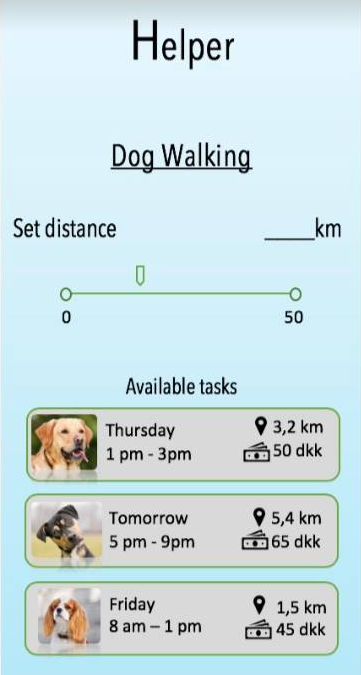 Helper
Dog Walking
Set distance _____km
0 50
Available tasks
Thursday 3,2 km
1 pm - 3pm 50 dkk
Tomorrow 5,4 km
5 pm - 9pm 65 dkk
Friday 1,5 km
8 am – 1 pm 45 dkk